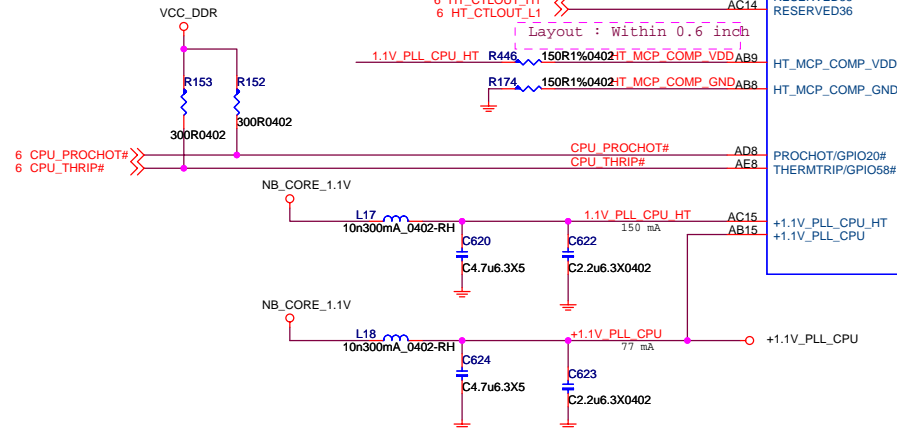 6 HT_CTLOUT_L1
AC14
RESERVED36
VCC_DDR
Layout : Within 0.6 inch
1.1V_PLL_CPU_HT
R446
150R1%0402
HT_MCP_COMP_VDD
AB9
HT_MCP_COMP_VDD
R153
R152
R174
150R1%0402
HT_MCP_COMP_GND
AB8
HT_MCP_COMP_GND
300R0402
300R0402
6 CPU_PROCHOT#
CPU_PROCHOT#
AD8
PROCHOT/GPIO20#
6 CPU_THRIP#
CPU_THRIP#
AE8
THERMTRIP/GPIO58#
NB_CORE_1.1V
L17
10n300mA_0402-RH
1.1V_PLL_CPU_HT
150 mA
AC15
+1.1V_PLL_CPU_HT
AB15
+1.1V_PLL_CPU
C620
C4.7u6.3X5
C622
C2.2u6.3X0402
NB_CORE_1.1V
L18
10n300mA_0402-RH
+1.1V_PLL_CPU
77 mA
+1.1V_PLL_CPU
C624
C4.7u6.3X5
C623
C2.2u6.3X0402